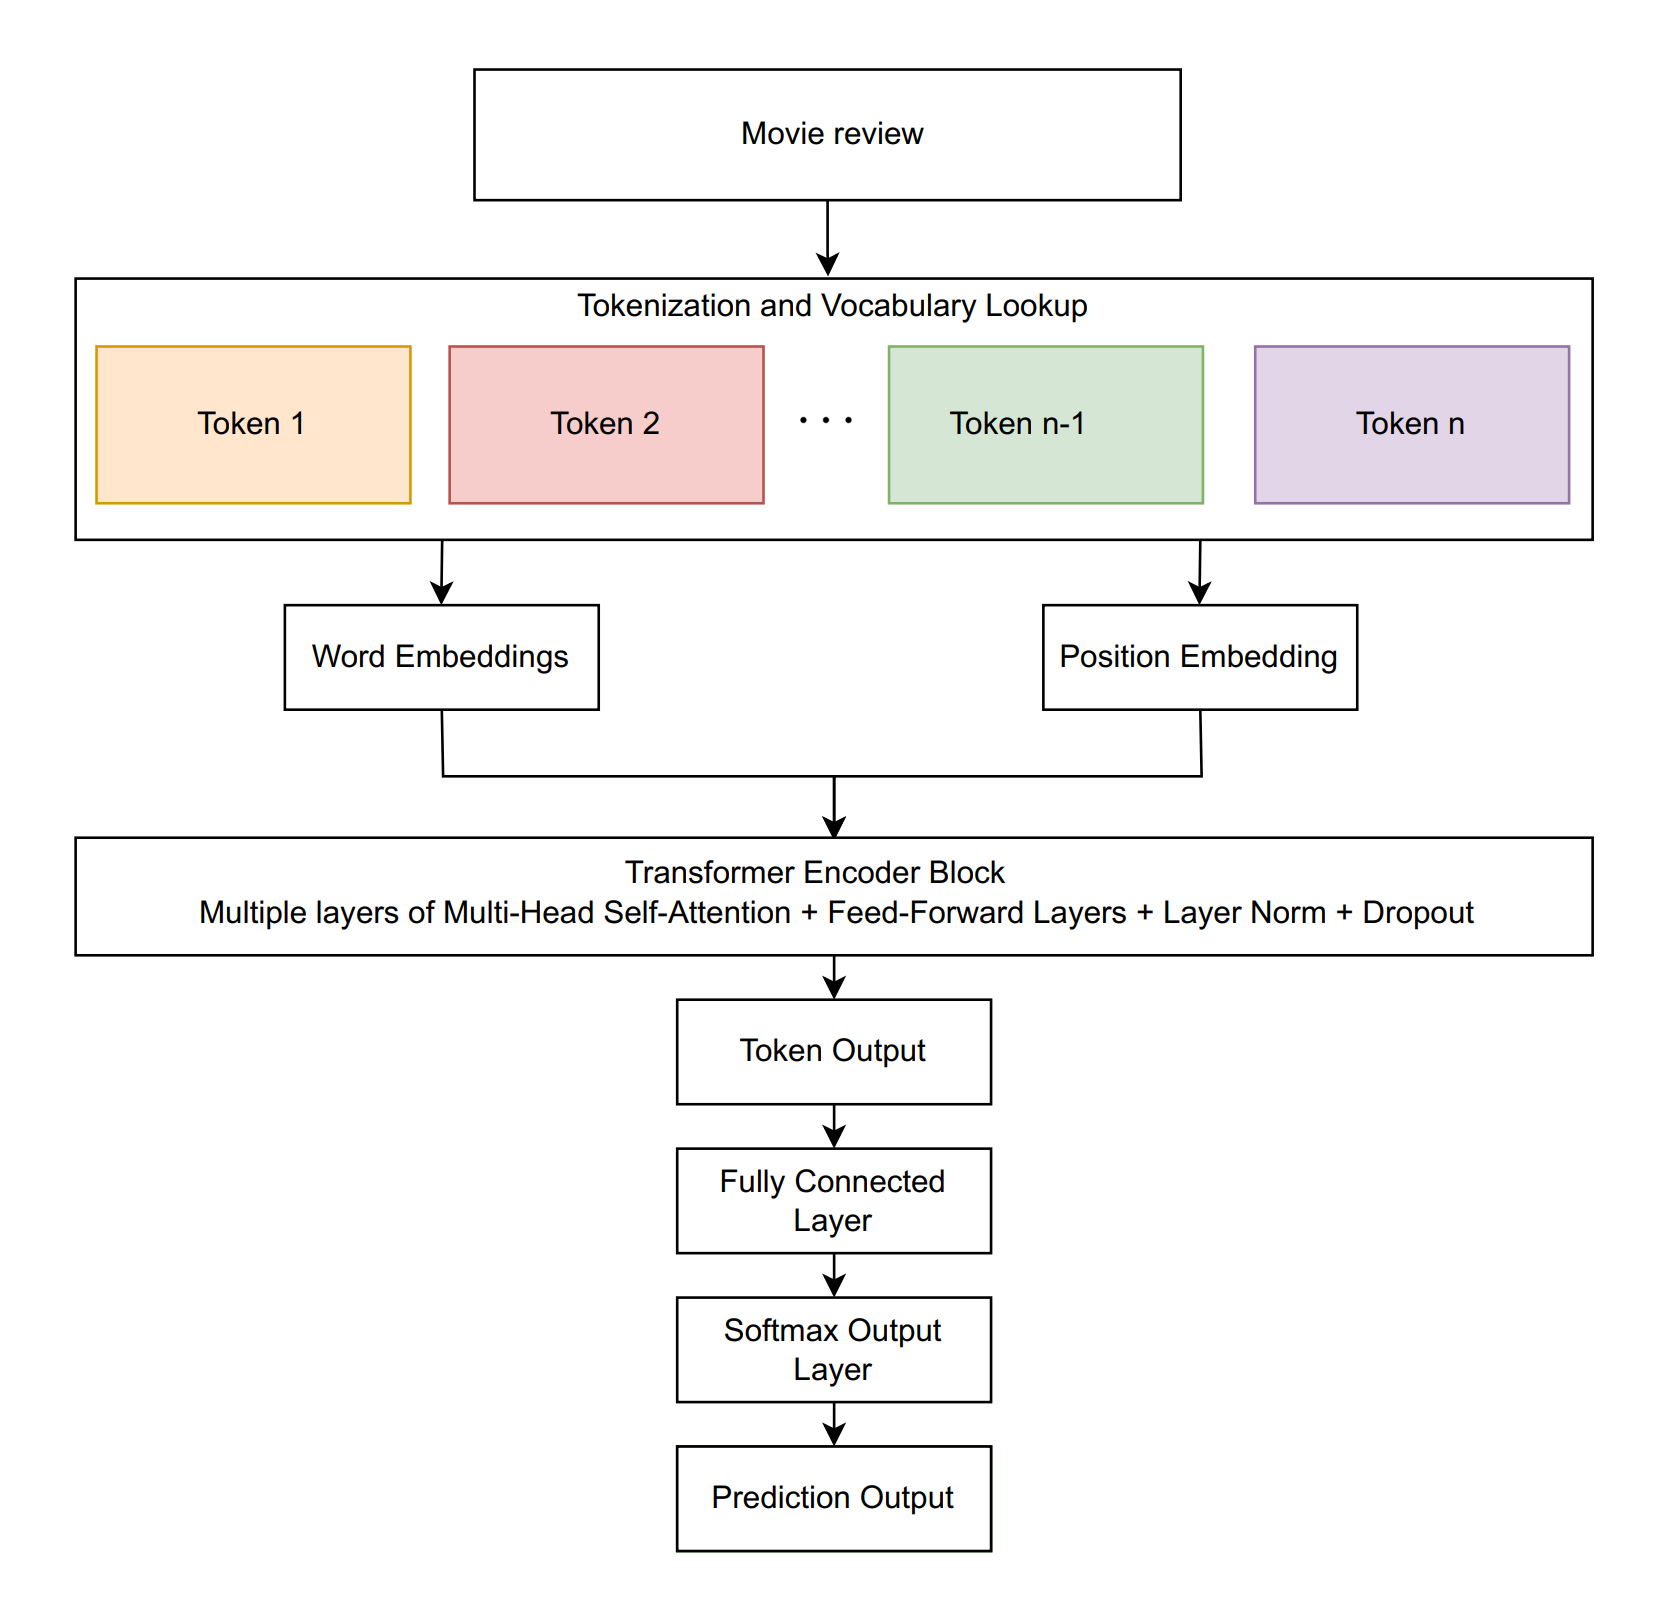 Movie review
Tokenization and Vocabulary Lookup
Token 1
Token 2
. . .
Token n-1
Token n
Word Embeddings
Position Embedding
Transformer Encoder Block
Multiple layers of Multi-Head Self-Attention + Feed-Forward Layers + Layer Norm + Dropout
Token Output
Fully Connected
Layer
Softmax Output
Layer
Prediction Output